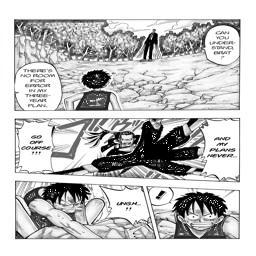 CAN
YOU
UNDER-
STAND,
BRAT
?
THERE'S
NO ROOM
FOR
ERROR
IN MY
THREE-
YEAR
PLAN.
AND
MY
PLANS
NEVER...
GO
OFF
COURSE
!!!
UNGH...
!!
!